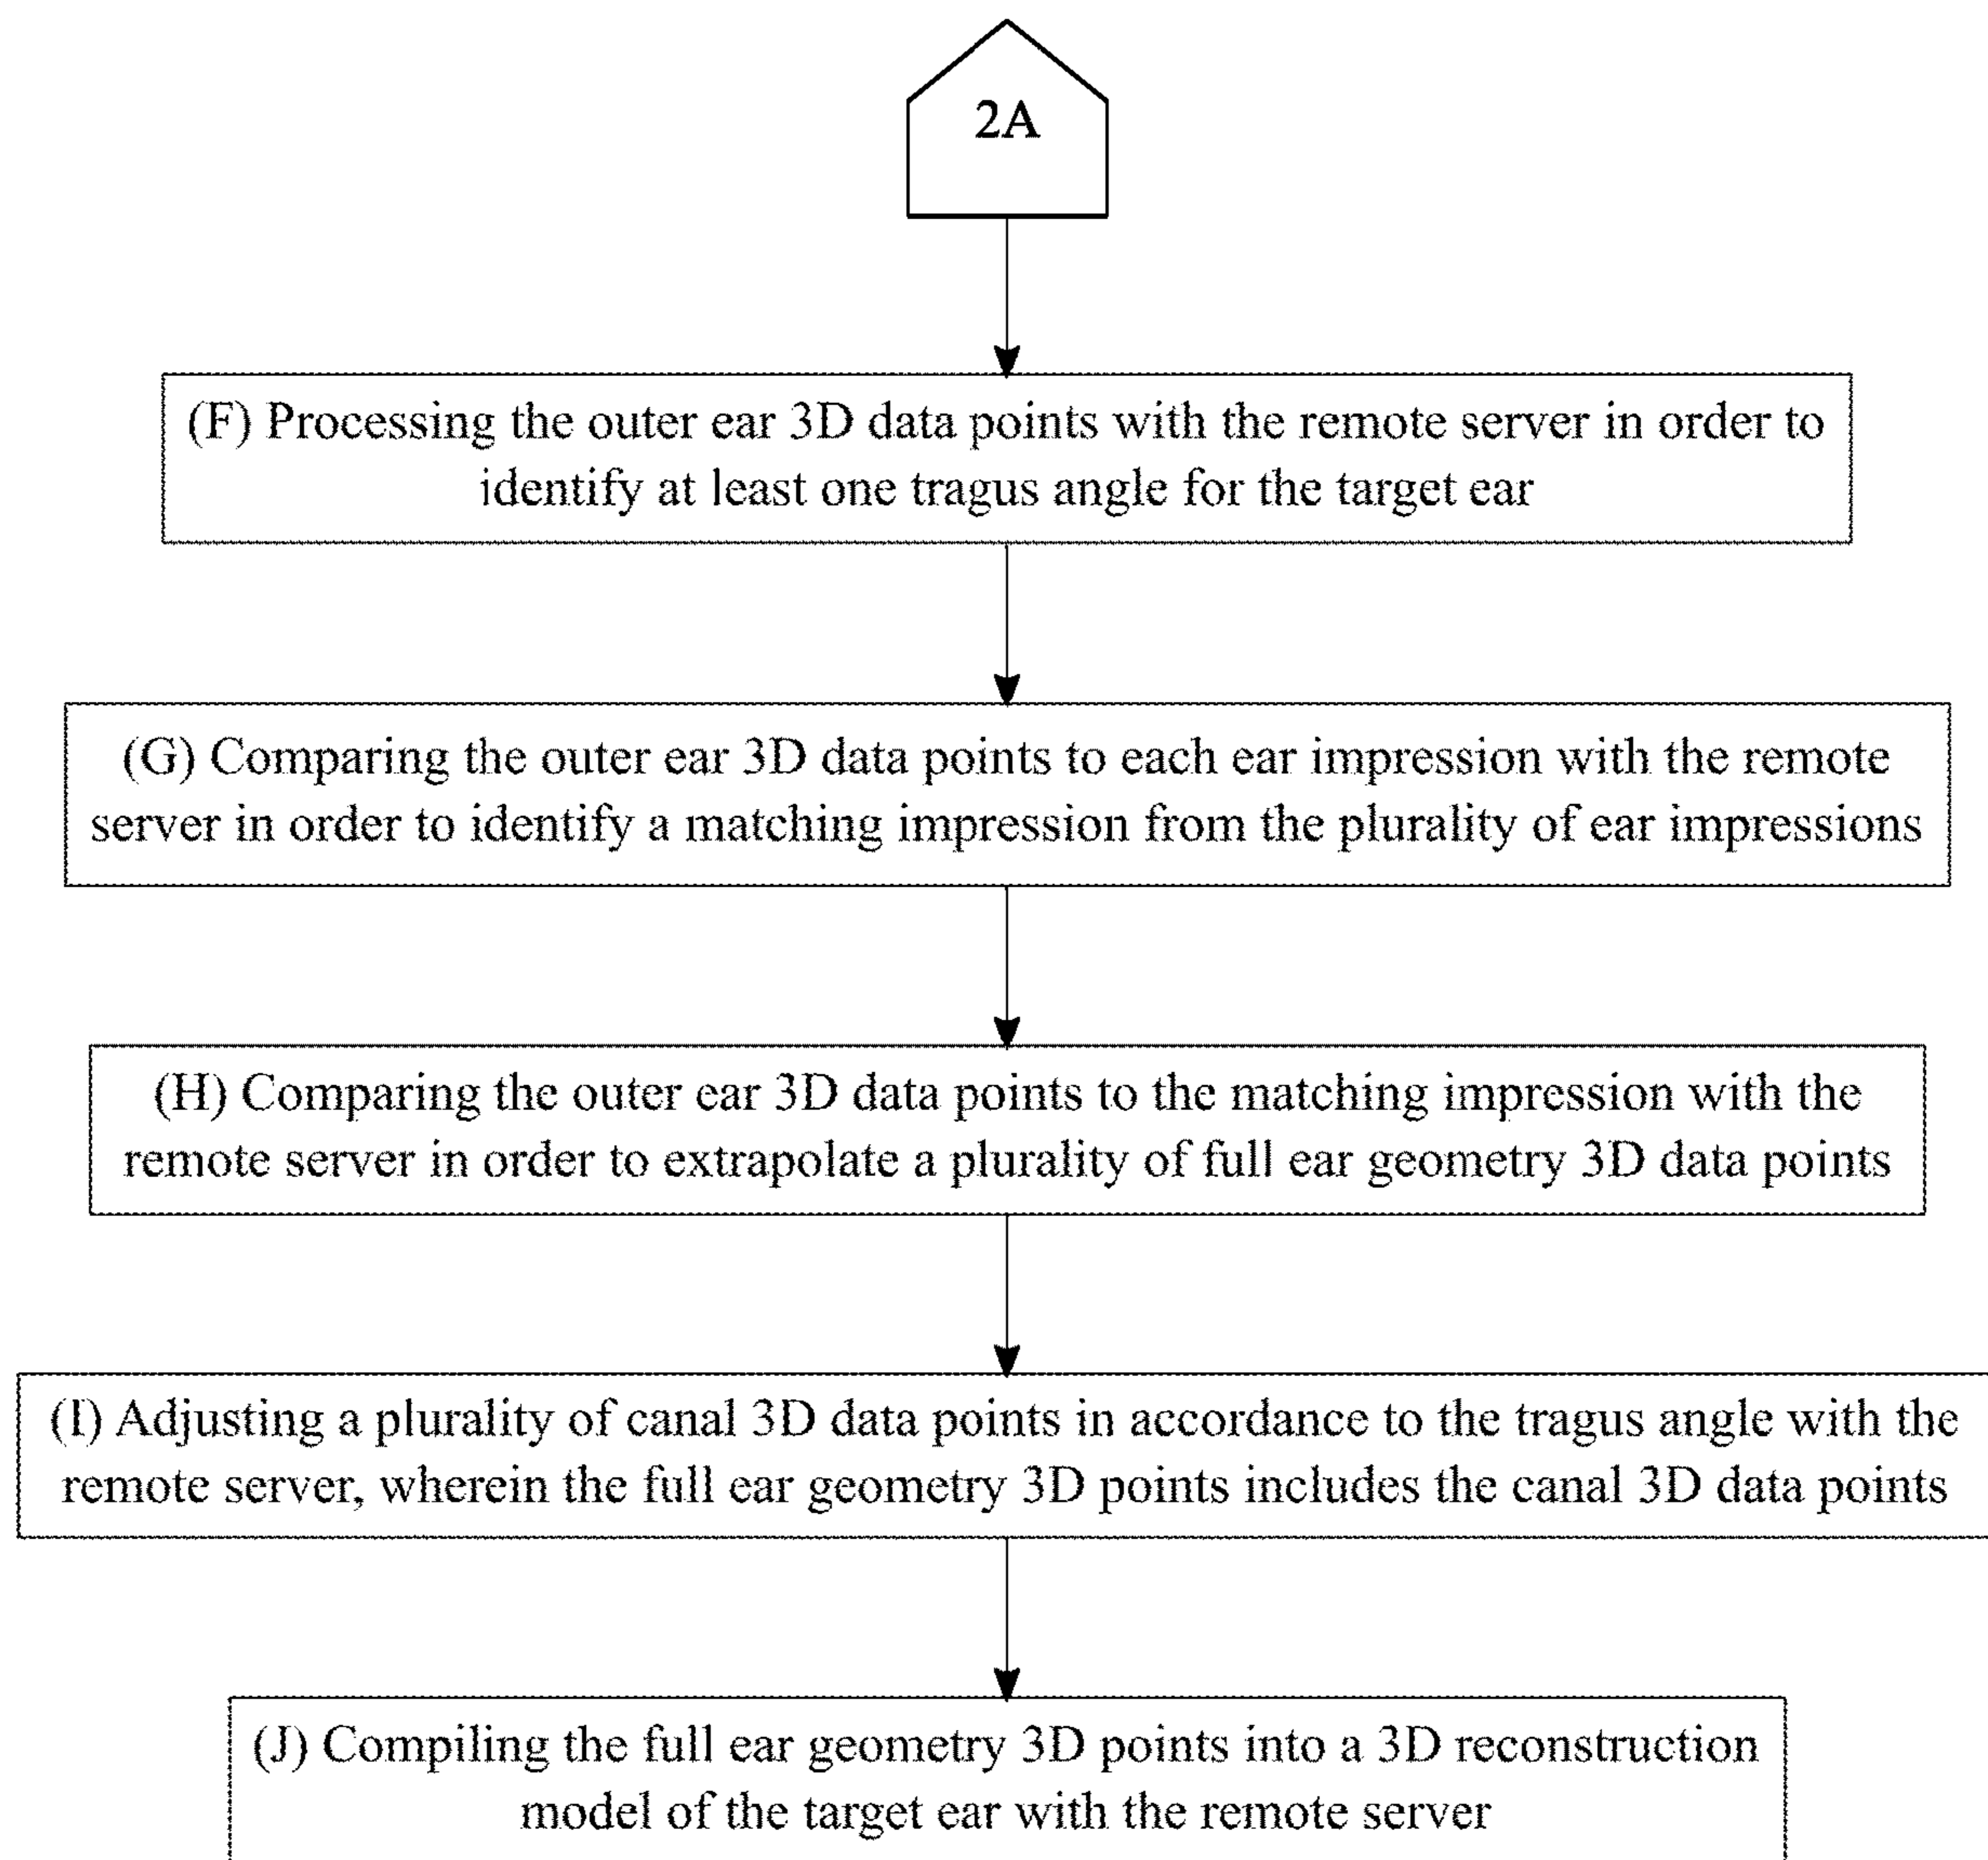 2A
(F) Processing the outer ear 3D data points with the remote server in order to
identify at least one tragus angle for the target ear
(G) Comparing the outer ear 3D data points to each ear impression with the remote
server in order to identify a matching impression from the plurality of ear impressions
(H) Comparing the outer ear 3D data points to the matching impression with the
remote server in order to extrapolate a plurality of full ear geometry 3D data points
(I) Adjusting a plurality of canal 3D data points in accordance to the tragus angle with the
remote server, wherein the full ear geometry 3D points includes the canal 3D data points
(J) Compiling the full ear geometry 3D points into a 3D reconstruction
model of the target ear with the remote server